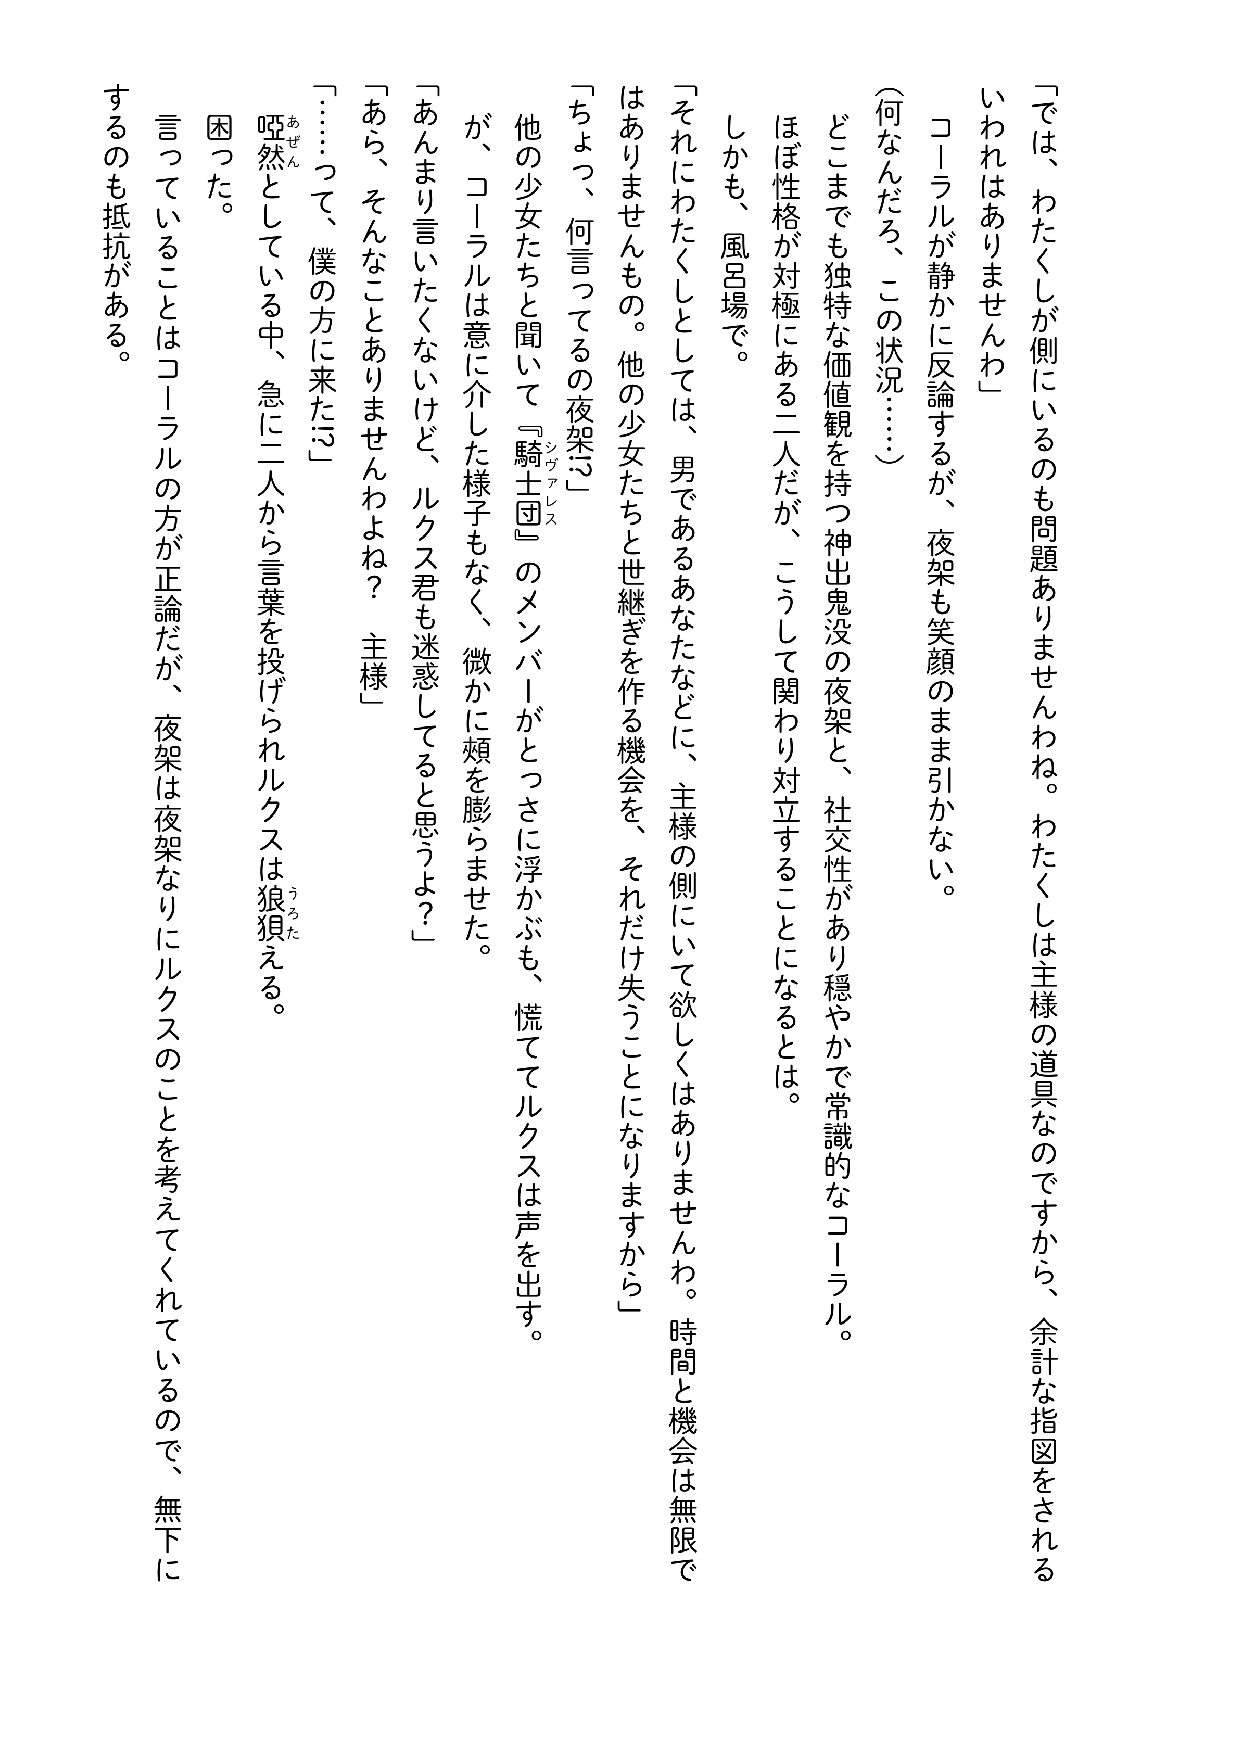 「では、わたくしが側にいるのも問題ありませんわね。わたくしは主様の道具なのですから、余計な指図をされる
いわれはありませんわ」
　コーラルが静かに反論するが、夜架も笑顔のまま引かない。
（何なんだろ、この状況……）
　どこまでも独特な価値観を持つ神出鬼没の夜架と、社交性があり穏やかで常識的なコーラル。
　ほぼ性格が対極にある二人だが、こうして関わり対立することになるとは。
　しかも、風呂場で。
「それにわたくしとしては、男であるあなたなどに、主様の側にいて欲しくはありませんわ。時間と機会は無限で
はありませんもの。他の少女たちと世継ぎを作る機会を、それだけ失うことになりますから」
「ちょっ、何言ってるの夜架!?」
　他の少女たちと聞いて『騎士団』のメンバーがとっさに浮かぶも、慌ててルクスは声を出す。
シヴァレス
　が、コーラルは意に介した様子もなく、微かに頰を膨らませた。
「あんまり言いたくないけど、ルクス君も迷惑してると思うよ？」
「あら、そんなことありませんわよね？　主様」
「……って、僕の方に来た!?」
　啞然としている中、急に二人から言葉を投げられルクスは狼狽える。
あぜん
うろた
　困った。
　言っていることはコーラルの方が正論だが、夜架は夜架なりにルクスのことを考えてくれているので、無下に
するのも抵抗がある。